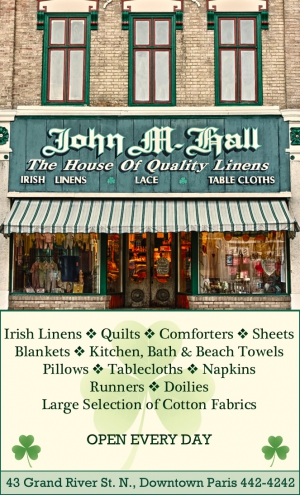 John M. Hall
The House Of Quality Linens
IRISH LINENS ☘ LACE ☘ TABLE CLOTHS
Irish Linens ❖ Quilts ❖ Comforters ❖ Sheets
Blankets ❖ Kitchen, Bath & Beach Towels
Pillows ❖ Tablecloths ❖ Napkins
Runners ❖ Doilies
Large Selection of Cotton Fabrics
OPEN EVERY DAY
43 Grand River St. N., Downtown Paris 442-4242